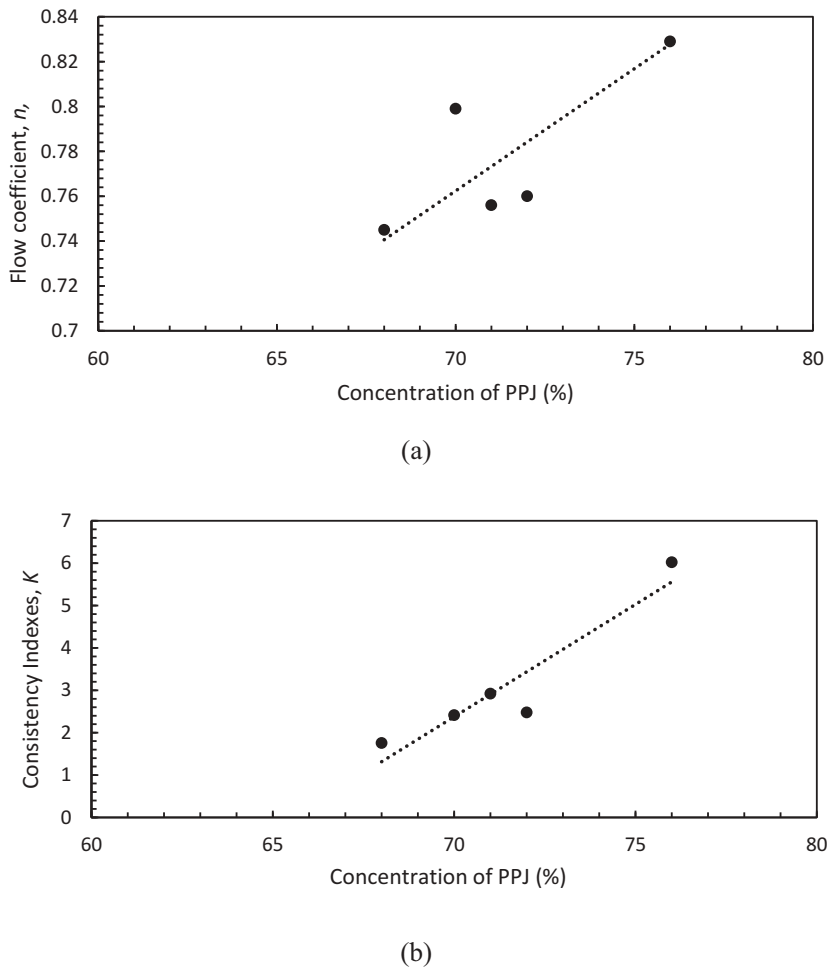 0.84
0.82
0.8
0.78
0.76
0.74
0.72
0.7
Flow coefficient, n,
60 65 70 75 80
Concentration of PPJ (%)
(a)
7
6
5
4
3
2
1
0
Consistency Indexes, K
60 65 70 75 80
Concentration of PPJ (%)
(b)